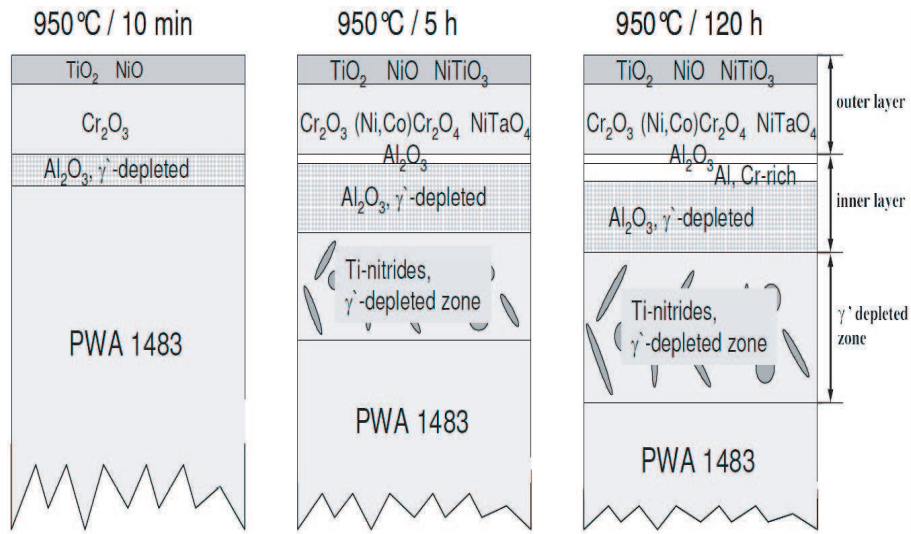 950°C / 10 min
TiO₂ NiO
Cr₂O₃
Al₂O₃, γ`-depleted
PWA 1483
950°C / 5 h
TiO₂ NiO NiTiO₃
Cr₂O₃ (Ni,Co)Cr₂O₄ NiTaO₄
Al₂O₃
Al₂O₃, γ`-depleted
Ti-nitrides,
γ`-depleted zone
PWA 1483
950°C / 120 h
TiO₂ NiO NiTiO₃
Cr₂O₃ (Ni,Co)Cr₂O₄ NiTaO₄
Al₂O₃
Al, Cr-rich
Al₂O₃, γ`-depleted
Ti-nitrides,
γ`-depleted zone
PWA 1483
outer layer
inner layer
γ` depleted
zone